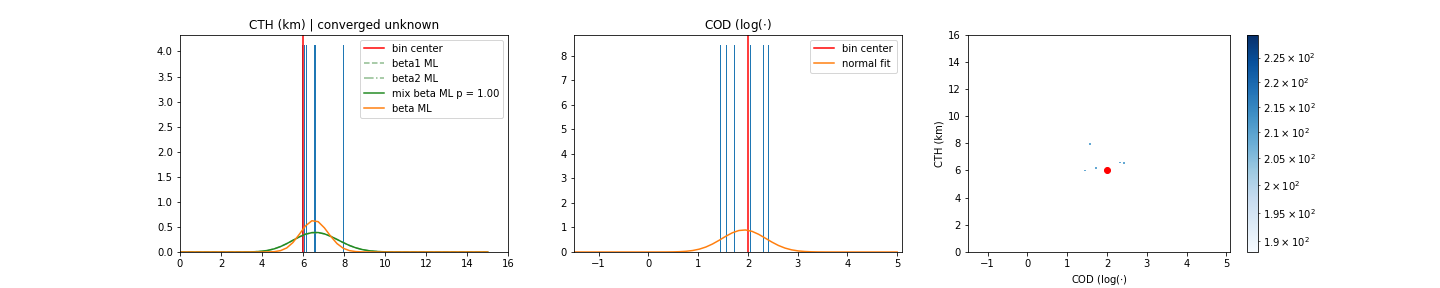 CTH (km) | converged unknown
4.0
3.5
3.0
2.5
2.0
1.5
1.0
0.5
0.0
0 2 4 6 8 10 12 14 16
bin center
beta1 ML
beta2 ML
mix beta ML p = 1.00
beta ML
COD (log(·)
8
7
6
5
4
3
2
1
0
−1 0 1 2 3 4 5
bin center
normal fit
CTH (km)
16
14
12
10
8
6
4
2
0
−1 0 1 2 3 4 5
COD (log(·)
2.25 × 10²
2.2 × 10²
2.15 × 10²
2.1 × 10²
2.05 × 10²
2 × 10²
1.95 × 10²
1.9 × 10²